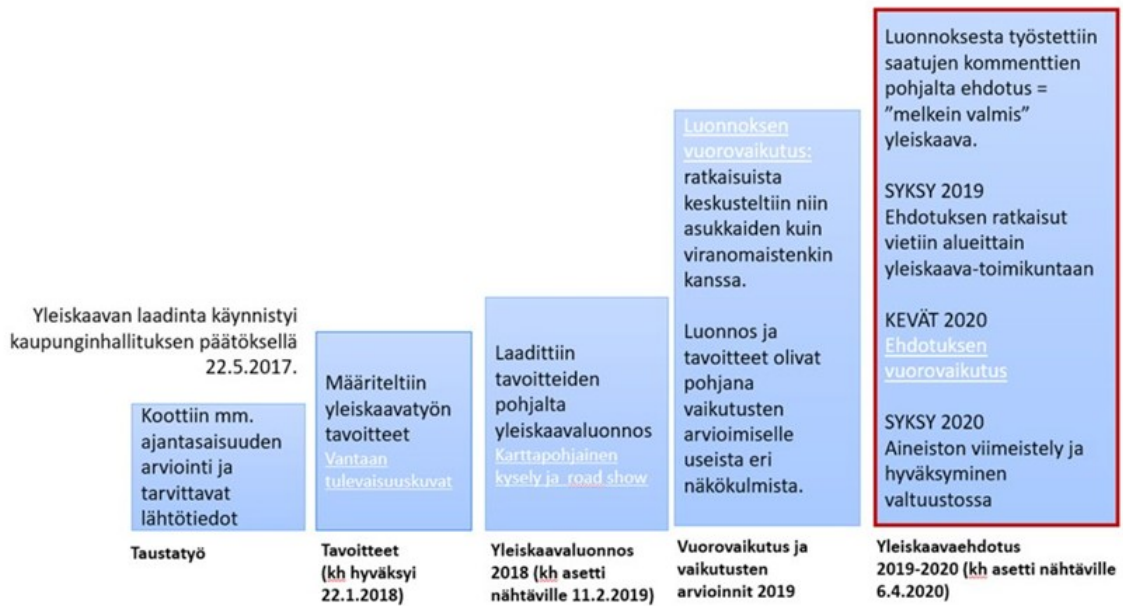 Yleiskaavan laadinta käynnistyi
kaupunginhallituksen päätöksellä
22.5.2017.
Koottiin mm.
ajantasaisuuden
arviointi ja
tarvittavat
lähtötiedot
Taustatyö
Määriteltiin
yleiskaavatyön
tavoitteet
Vantaan
tulevaisuuskuvat
Tavoitteet
(kh hyväksyi
22.1.2018)
Laadittiin
tavoitteiden
pohjalta
yleiskaavaluonnos
Karttapohjainen
kysely ja road show
Yleiskaavaluonnos
2018 (kh asetti
nähtäville 11.2.2019)
Luonnoksen
vuorovaikutus:
ratkaisuista
keskusteltiin niin
asukkaiden kuin
viranomaistenkin
kanssa.
Luonnos ja
tavoitteet olivat
pohjana
vaikutusten
arvioimiselle
useista eri
näkökulmista.
Vuorovaikutus ja
vaikutusten
arvioinnit 2019
Luonnoksesta työstettiin
saatujen kommenttien
pohjalta ehdotus =
”melkein valmis”
yleiskaava.
SYKSY 2019
Ehdotuksen ratkaisut
vietiin alueittain
yleiskaava-toimikuntaan
KEVÄT 2020
Ehdotuksen
vuorovaikutus
SYKSY 2020
Aineiston viimeistely ja
hyväksyminen
valtuustossa
Yleiskaavaehdotus
2019-2020 (kh asetti nähtäville
6.4.2020)